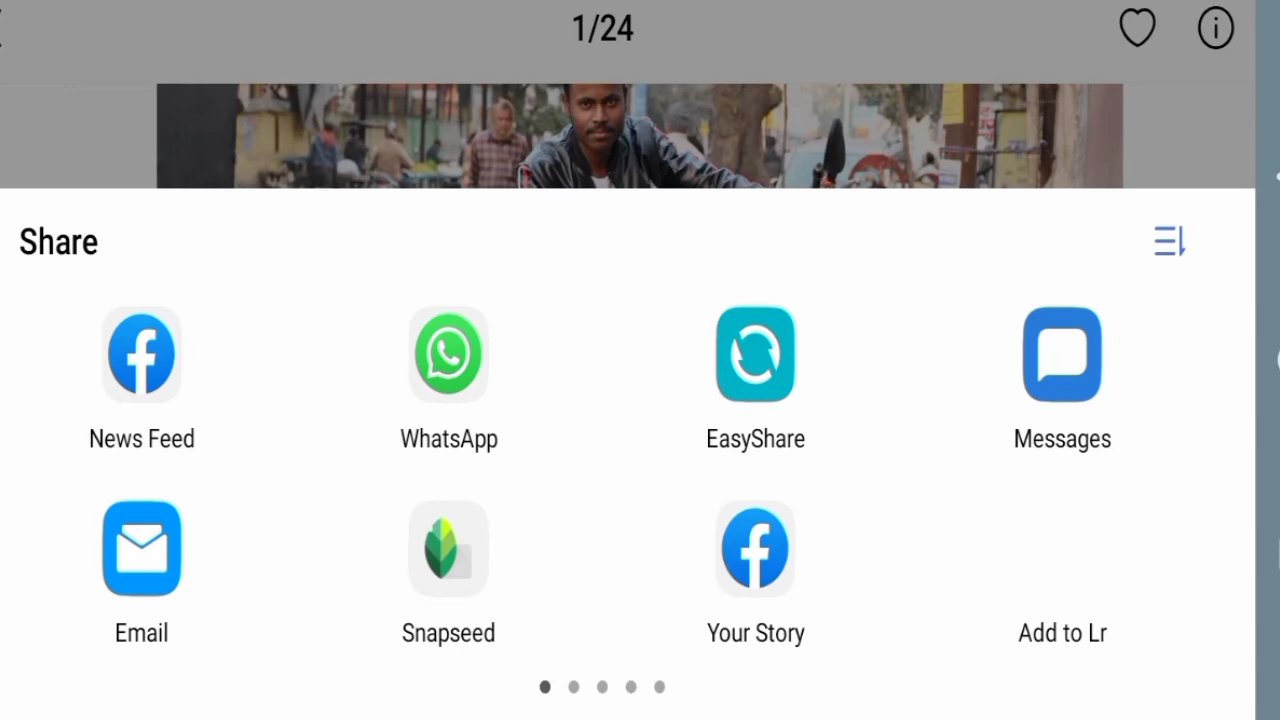 1/24
Share
News Feed
WhatsApp
EasyShare
Messages
Email
Snapseed
Your Story
Add to Lr